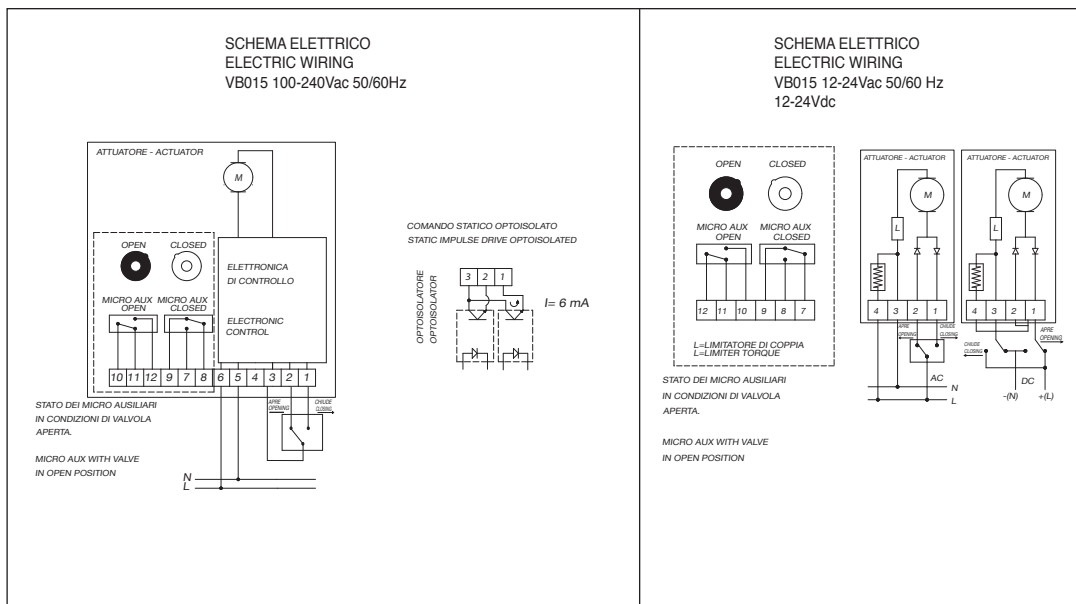 SCHEMA ELETTRICO
ELECTRIC WIRING
VB015 100-240Vac 50/60Hz
ATTUATORE - ACTUATOR
M
OPEN CLOSED
MICRO AUX OPEN MICRO AUX CLOSED
ELETTRONICA
DI CONTROLLO
ELECTRONIC
CONTROL
10 11 12 9 7 8 6 5 4 3 2 1
APRE
OPENING
CHIUDE
CLOSING
STATO DEI MICRO AUSILIARI
IN CONDIZIONI DI VALVOLA
APERTA.
MICRO AUX WITH VALVE
IN OPEN POSITION
N
L
COMANDO STATICO OPTOISOLATO
STATIC IMPULSE DRIVE OPTOISOLATED
OPTOISOLATORE
OPTOISOLATOR
3 2 1
I= 6 mA
SCHEMA ELETTRICO
ELECTRIC WIRING
VB015 12-24Vac 50/60 Hz
12-24Vdc
OPEN CLOSED
MICRO AUX OPEN MICRO AUX CLOSED
12 11 10 9 8 7
L=LIMITATORE DI COPPIA
L=LIMITER TORQUE
STATO DEI MICRO AUSILIARI
IN CONDIZIONI DI VALVOLA
APERTA.
MICRO AUX WITH VALVE
IN OPEN POSITION
ATTUATORE - ACTUATOR
M
L
4 3 2 1
APRE
OPENING
CHIUDE
CLOSING
AC
N
L
ATTUATORE - ACTUATOR
M
L
4 3 2 1
CHIUDE
CLOSING
APRE
OPENING
DC
-(N) +(L)